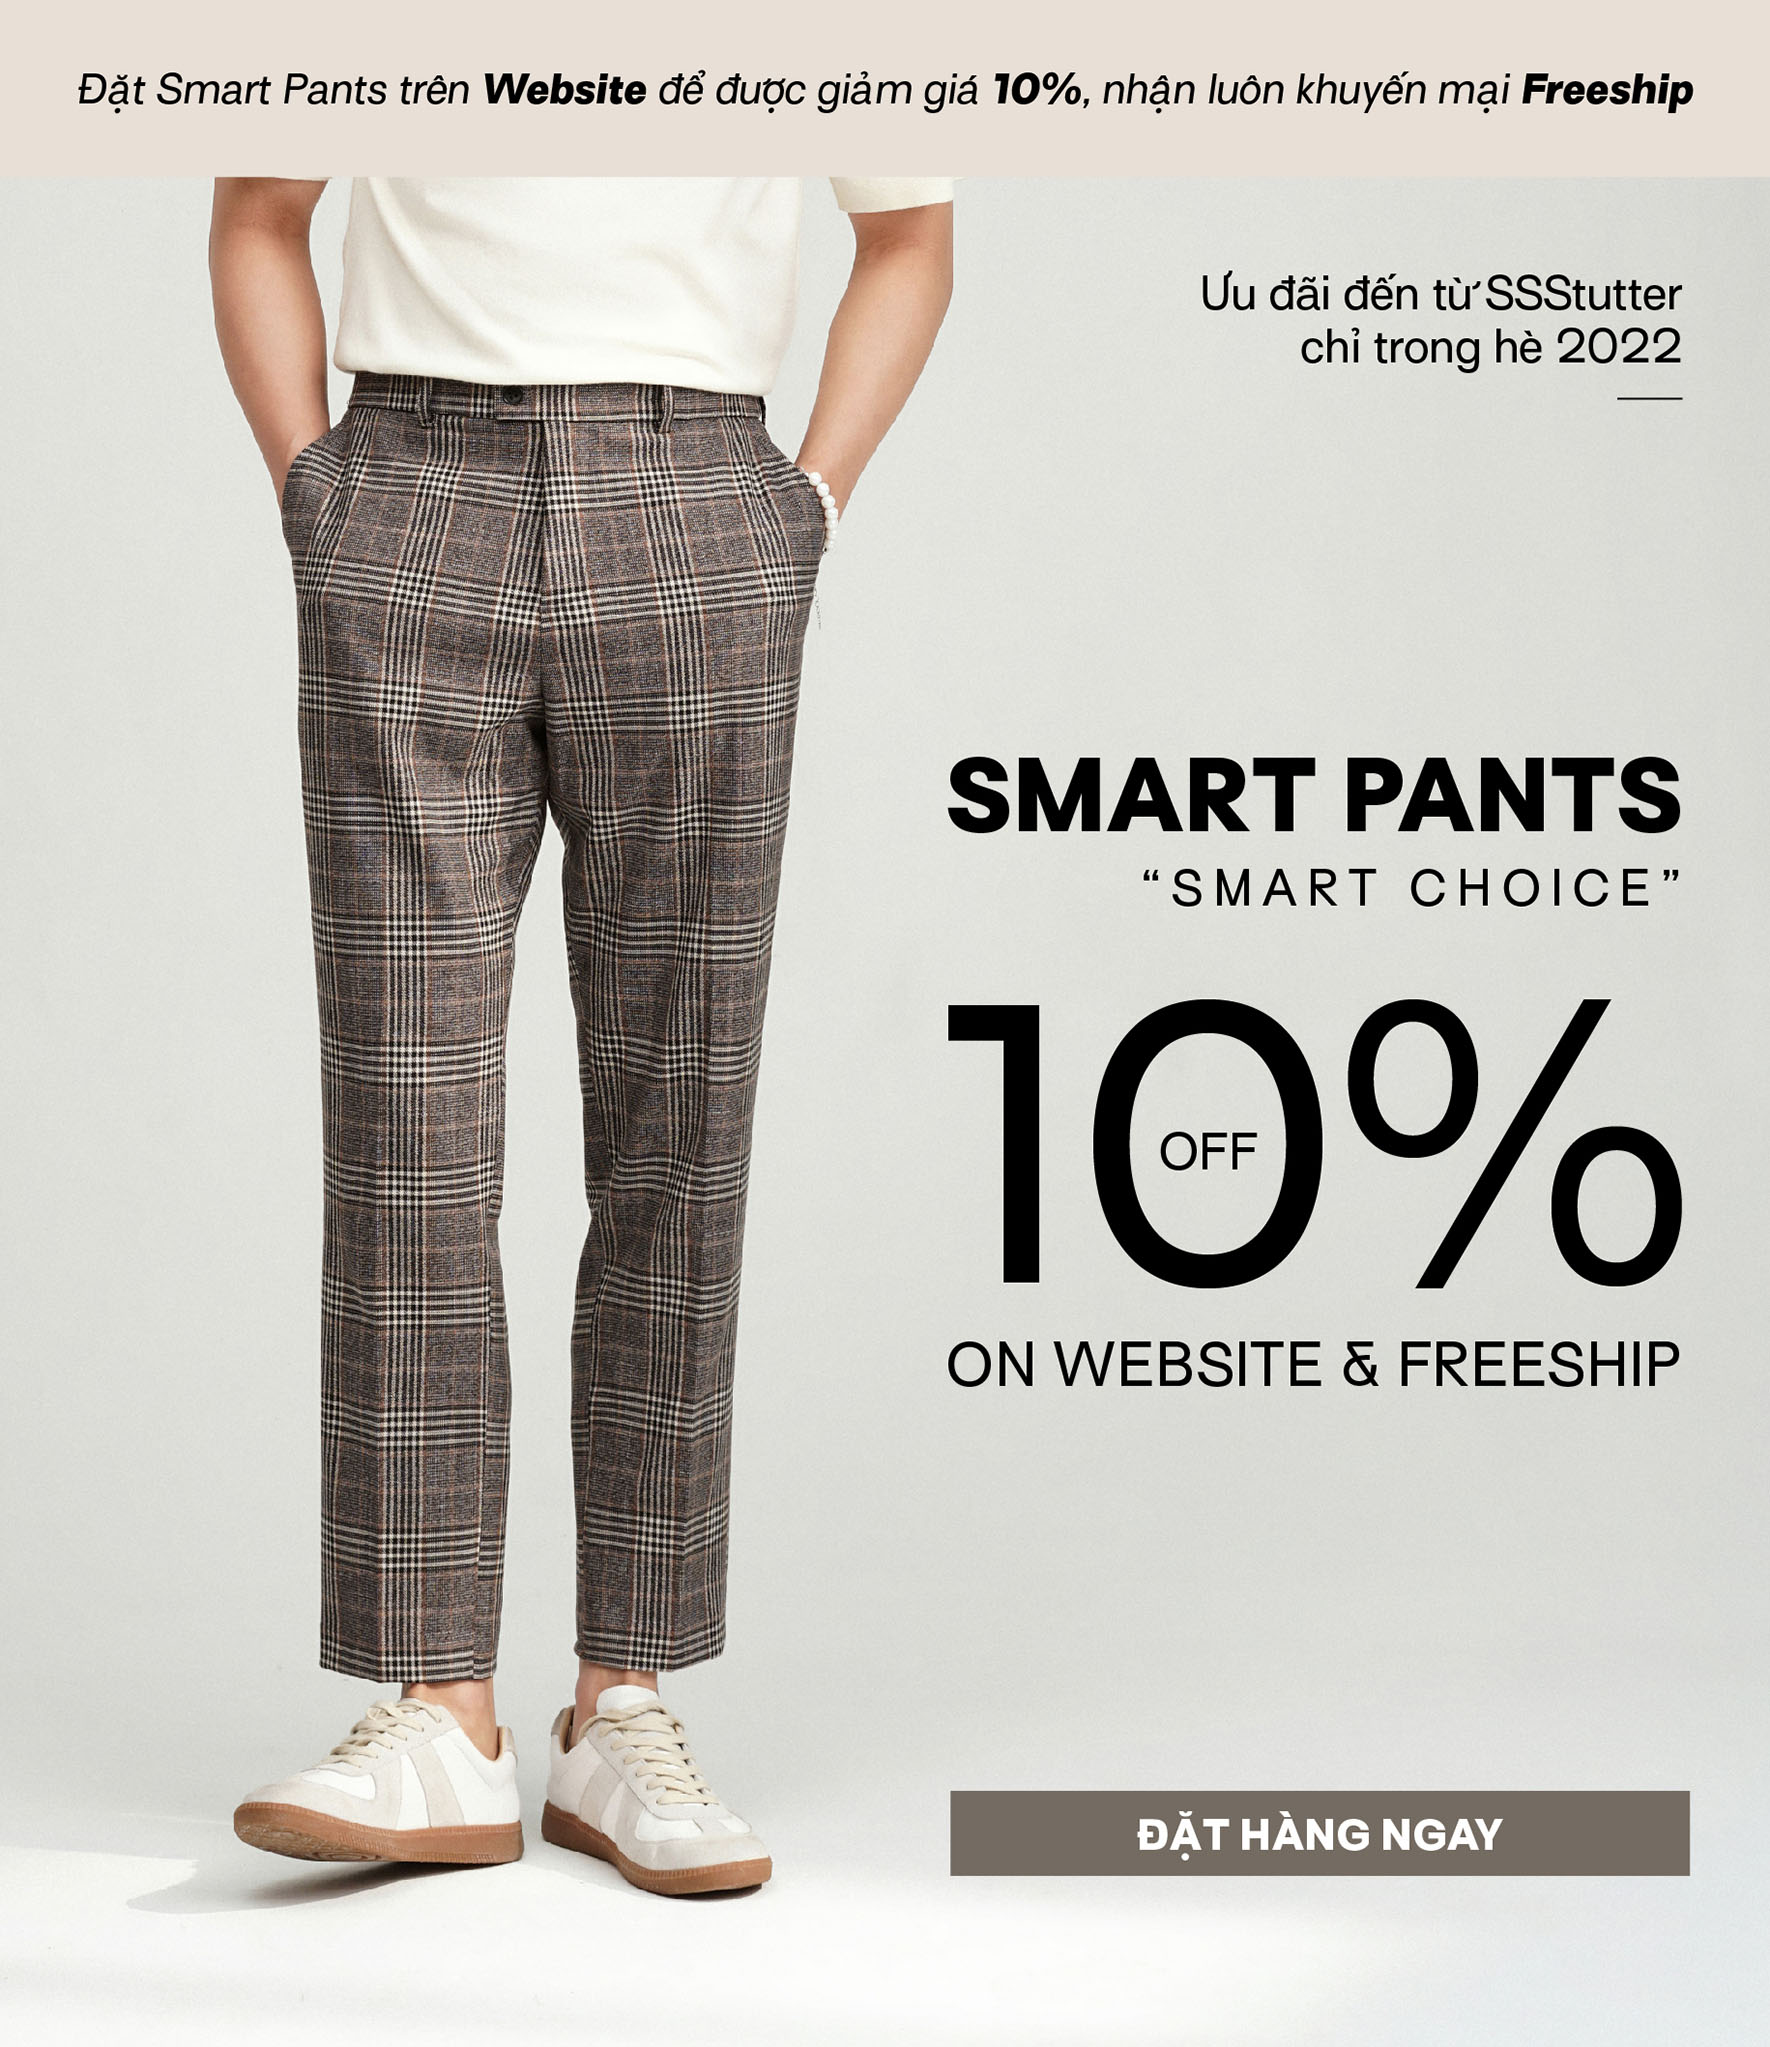 Đặt Smart Pants trên Website để được giảm giá 10%, nhận luôn khuyến mại Freeship
Ưu đãi đến từ SSStutter
chỉ trong hè 2022
SMART PANTS
“SMART CHOICE”
10%
OFF
ON WEBSITE & FREESHIP
ĐẶT HÀNG NGAY